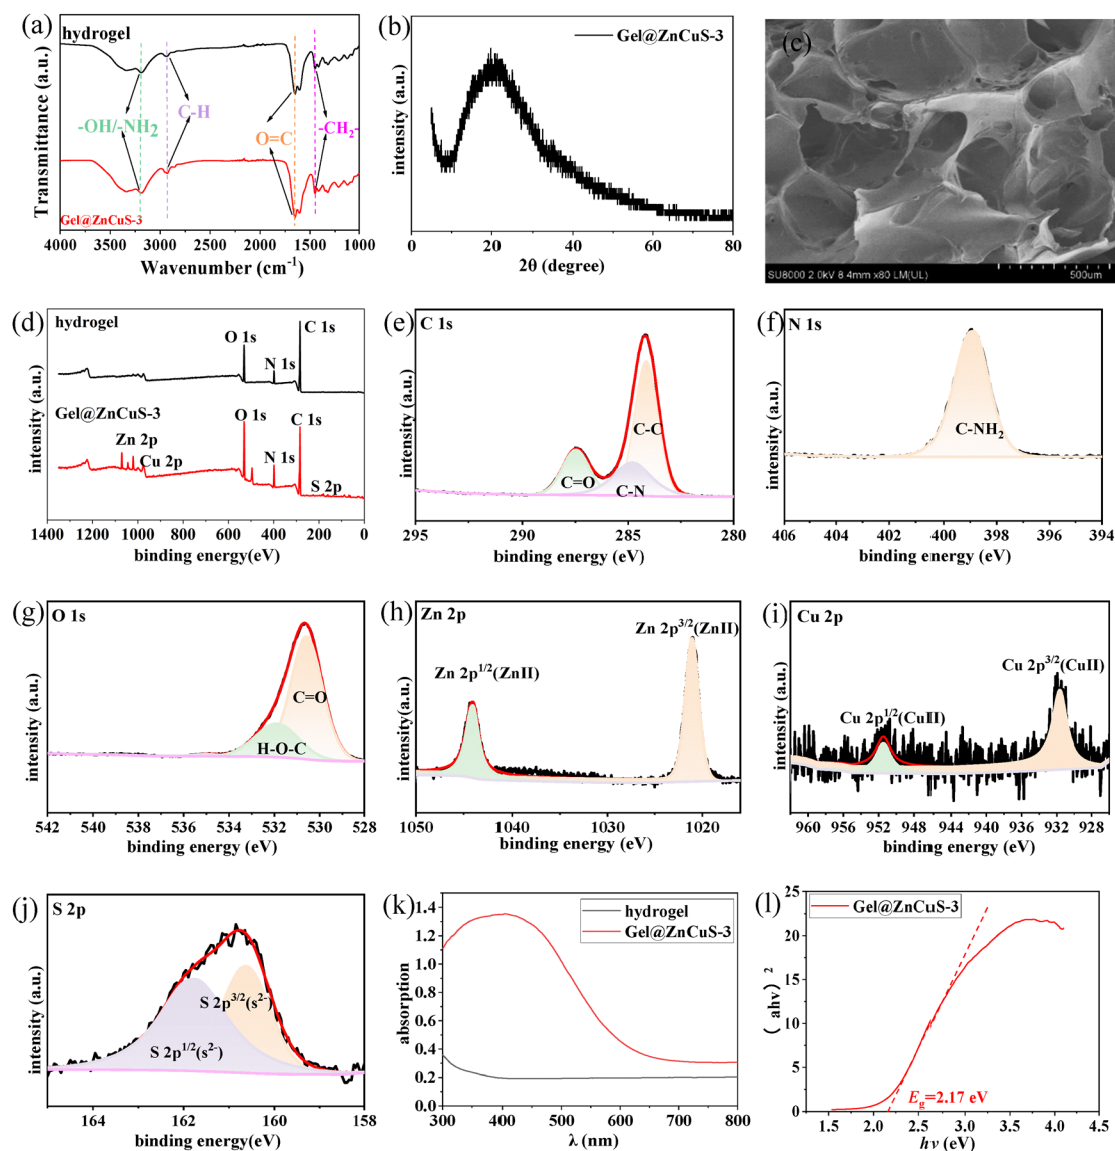 (a)
hydrogel
C-H
-OH/-NH2
O=C
-CH2-
Gel@ZnCuS-3
Transmittance (a.u.)
4000 3500 3000 2500 2000 1500 1000
Wavenumber (cm-1)
(b)
Gel@ZnCuS-3
intensity (a.u.)
0 20 40 60 80
2θ (degree)
(c)
SU8000 2.0kV 8.4mm x80 LM(UL)
500um
(d)
hydrogel
C 1s
O 1s
N 1s
Gel@ZnCuS-3
O 1s
C 1s
Zn 2p
Cu 2p
N 1s
S 2p
intensity (a.u.)
1400 1200 1000 800 600 400 200 0
binding energy(eV)
(e)
C 1s
C-C
C=O
C-N
intensity (a.u.)
295 290 285 280
binding energy (eV)
(f)
N 1s
C-NH2
intensity (a.u.)
406 404 402 400 398 396 394
binding energy (eV)
(g)
O 1s
C=O
H-O-C
intensity (a.u.)
542 540 538 536 534 532 530 528
binding energy (eV)
(h)
Zn 2p
Zn 2p3/2(ZnII)
Zn 2p1/2(ZnII)
intensity(a.u.)
1050 1040 1030 1020
binding energy (eV)
(i)
Cu 2p
Cu 2p3/2(CuII)
Cu 2p1/2(CuII)
intensity (a.u.)
960 956 952 948 944 940 936 932 928
binding energy (eV)
(j)
S 2p
S 2p3/2(s2-)
S 2p1/2(s2-)
intensity (a.u.)
164 162 160 158
binding energy(eV)
(k)
hydrogel
Gel@ZnCuS-3
absorption
1.4
1.2
1.0
0.8
0.6
0.4
0.2
0.0
300 400 500 600 700 800
λ (nm)
(l)
Gel@ZnCuS-3
(ahv)2
25
20
15
10
5
0
Eg=2.17 eV
1.5 2.0 2.5 3.0 3.5 4.0 4.5
hv (eV)